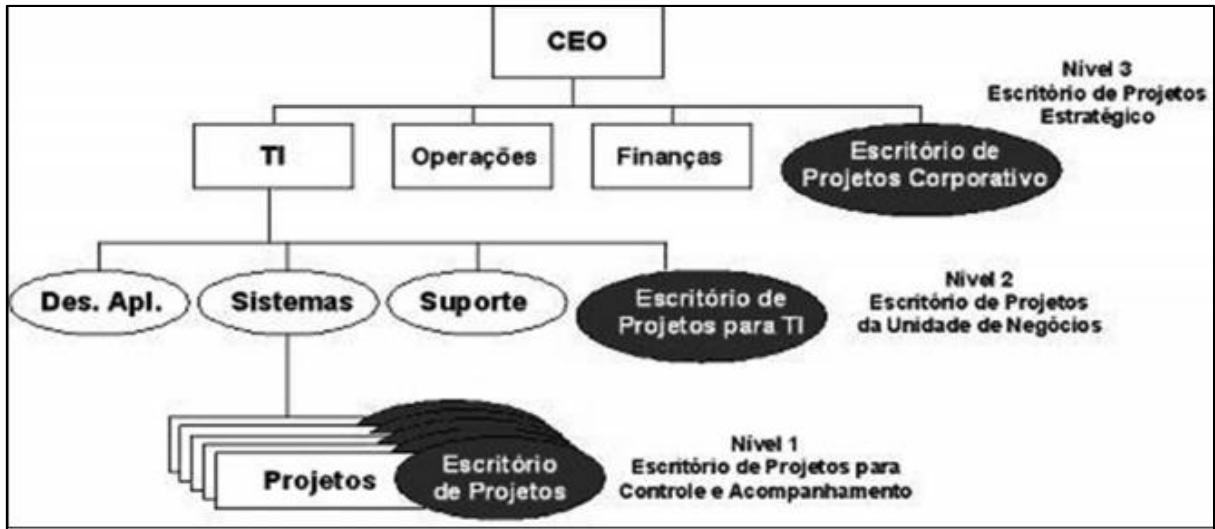 CEO
Nível 3
Escritório de Projetos
Estratégico
TI
Operações
Finanças
Escritório de
Projetos Corporativo
Des. Apl.
Sistemas
Suporte
Escritório de
Projetos para TI
Nível 2
Escritório de Projetos
da Unidade de Negócios
Projetos
Escritório
de Projetos
Nível 1
Escritório de Projetos para
Controle e Acompanhamento